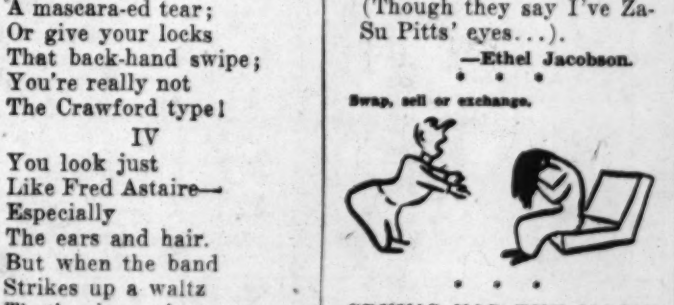 A mascara-ed tear;
Or give your locks
That back-hand swipe;
You're really not
The Crawford type!
IV
You look just
Like Fred Astaire—
Especially
The ears and hair.
But when the band
Strikes up a waltz
(Though they say I've Za-
Su Pitts' eyes...).
—Ethel Jacobson.
* * *
Swap, sell or exchange.
* * *